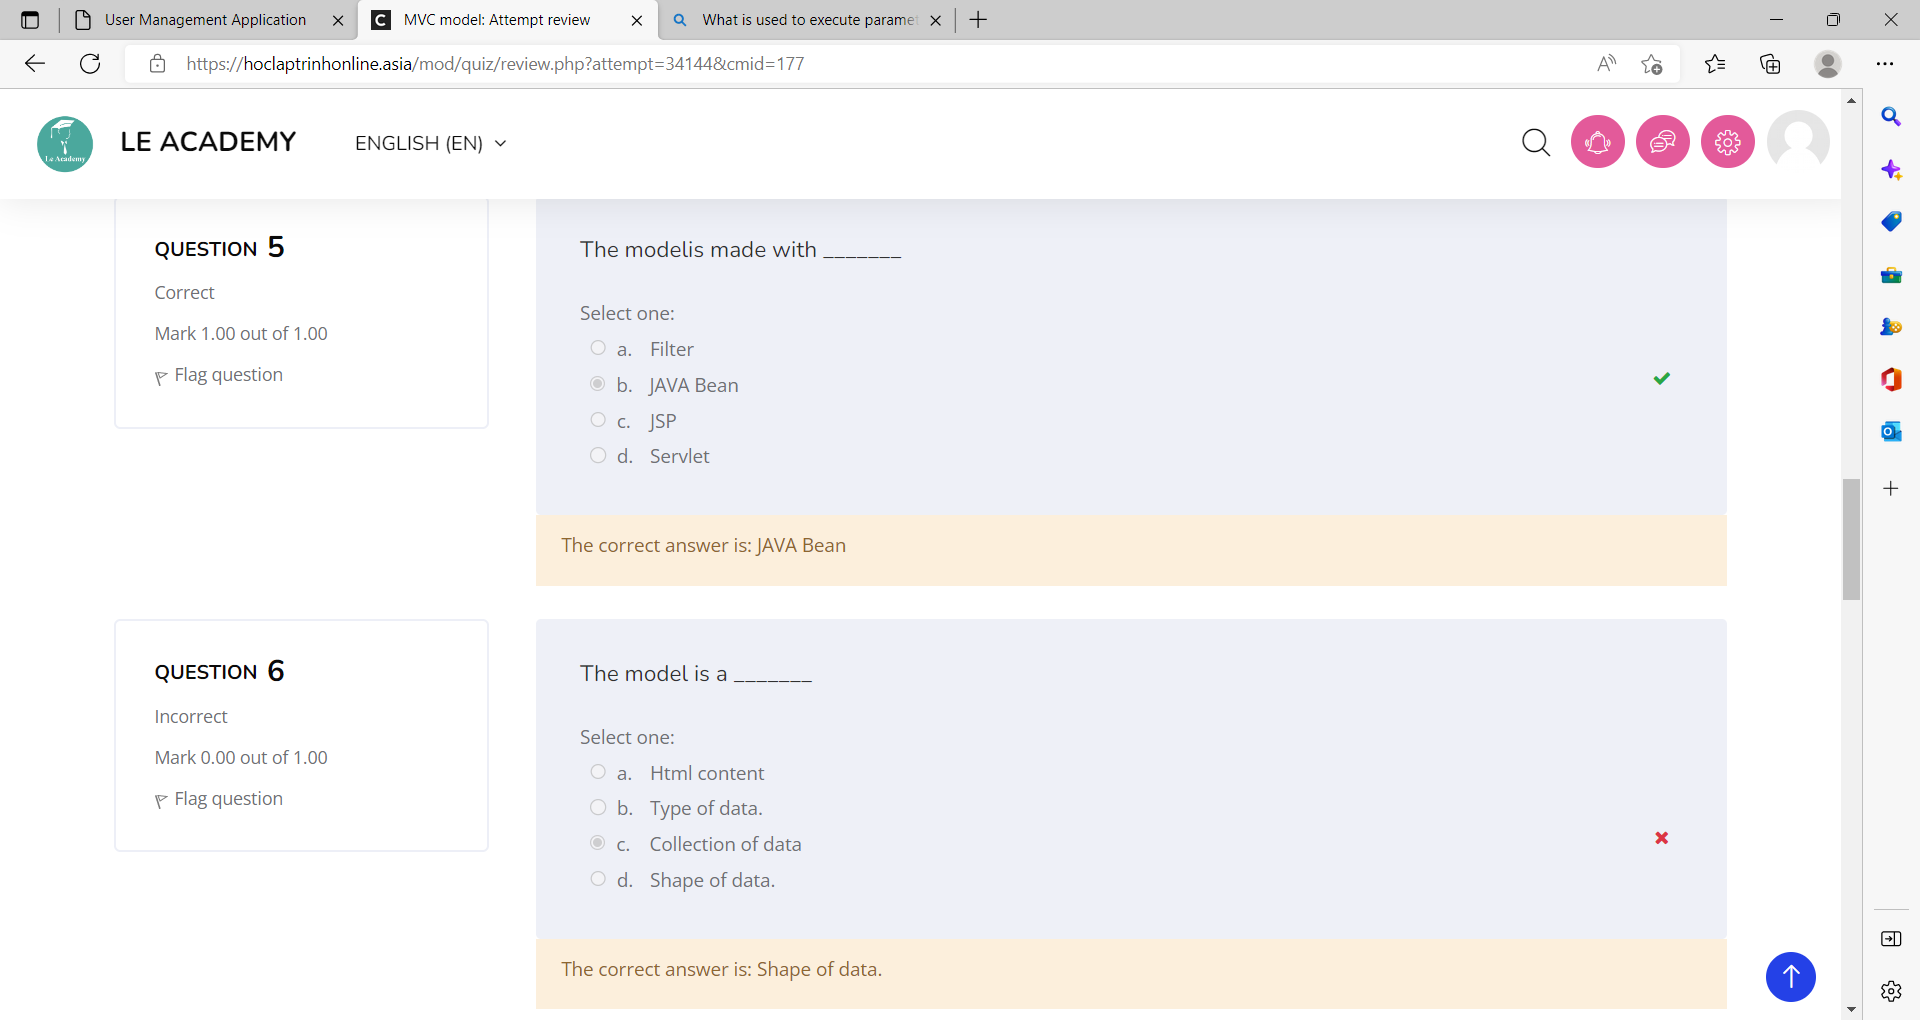 User Management Application
MVC model: Attempt review
What is used to execute paramet
https://hoclaptrinhonline.asia/mod/quiz/review.php?attempt=34144&cmid=177
Le Academy
LE ACADEMY
ENGLISH (EN)
QUESTION 5
Correct
Mark 1.00 out of 1.00
Flag question
The modelis made with _______
Select one:
a. Filter
b. JAVA Bean
c. JSP
d. Servlet
The correct answer is: JAVA Bean
QUESTION 6
Incorrect
Mark 0.00 out of 1.00
Flag question
The model is a _______
Select one:
a. Html content
b. Type of data.
c. Collection of data
d. Shape of data.
The correct answer is: Shape of data.